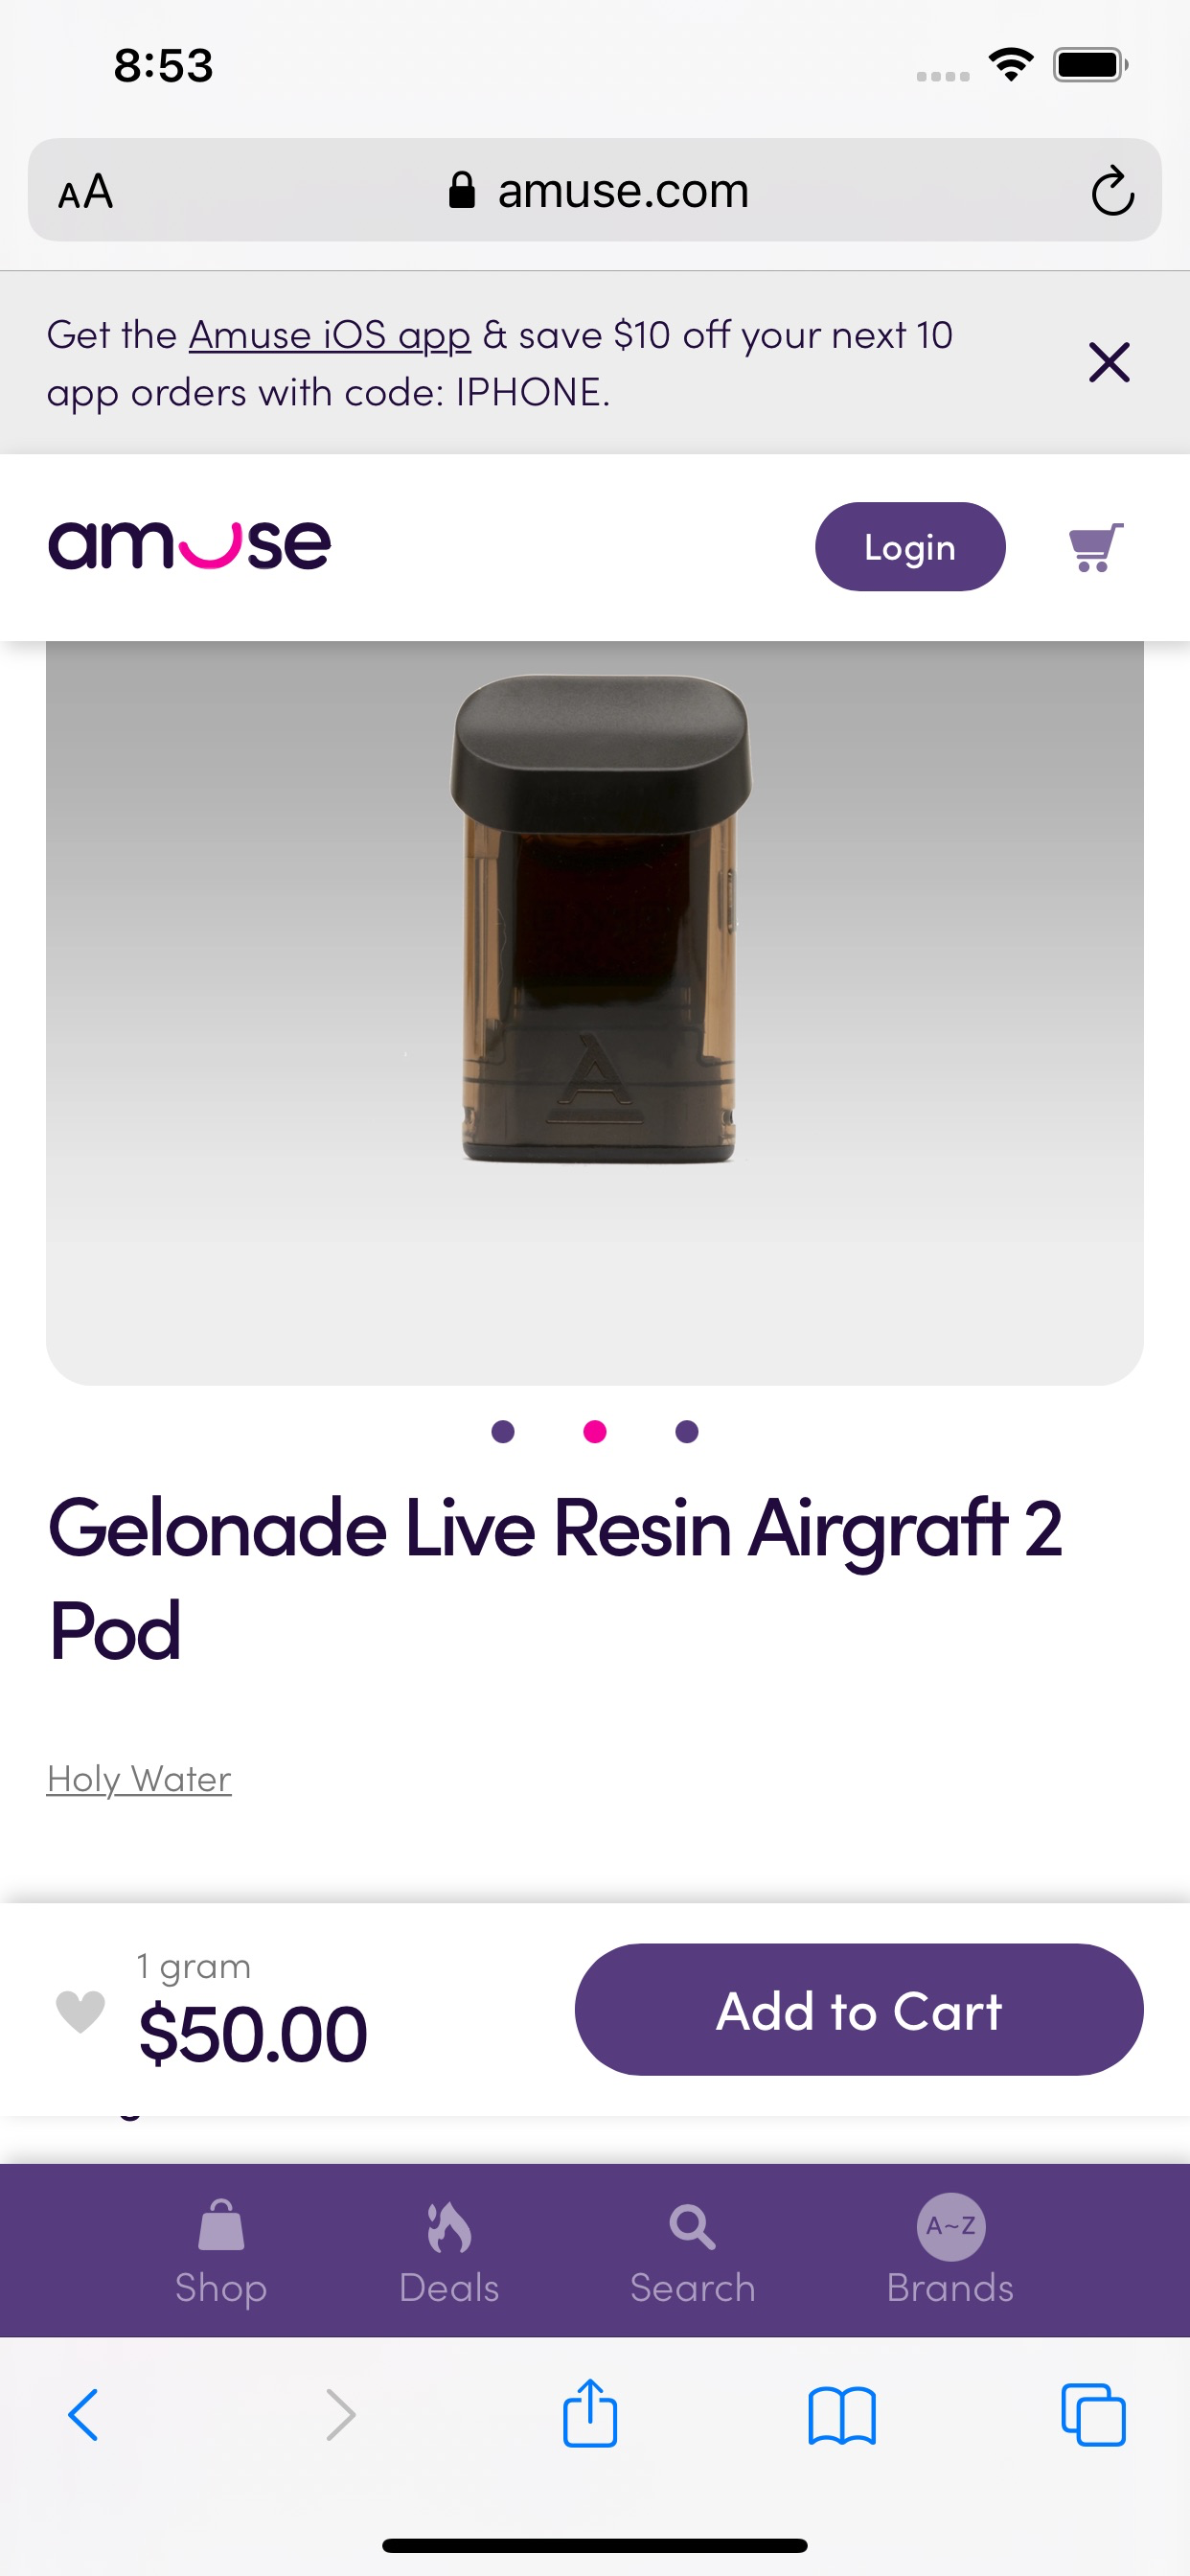 8:53
AA
amuse.com
Get the Amuse iOS app & save $10 off your next 10
app orders with code: IPHONE.
amuse
Login
A
Gelonade Live Resin Airgraft 2
Pod
Holy Water
1 gram
$50.00
Add to Cart
Shop
Deals
Search
A~Z
Brands